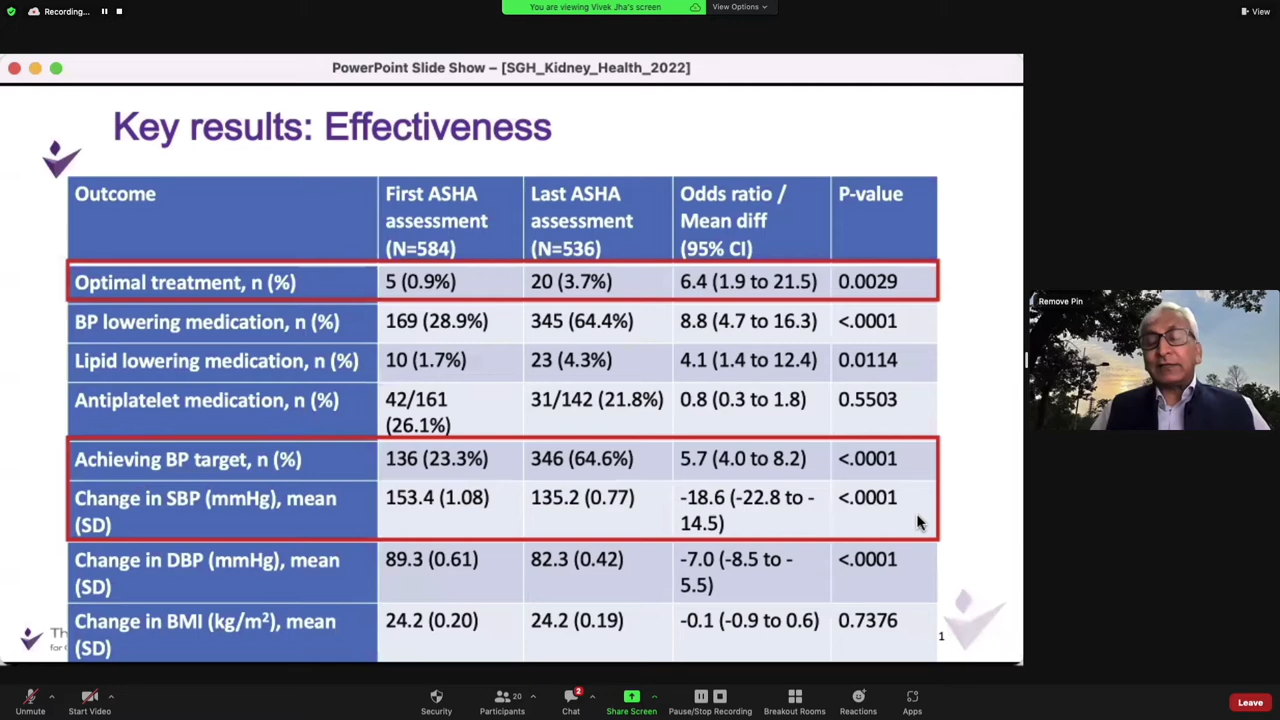 Recording...
You are viewing Vivek Jha's screen
View Options
View
PowerPoint Slide Show – [SGH_Kidney_Health_2022]
Key results: Effectiveness
Outcome
First ASHA
assessment
(N=584)
Last ASHA
assessment
(N=536)
Odds ratio /
Mean diff
(95% CI)
P-value
Optimal treatment, n (%)
5 (0.9%)
20 (3.7%)
6.4 (1.9 to 21.5)
0.0029
BP lowering medication, n (%)
169 (28.9%)
345 (64.4%)
8.8 (4.7 to 16.3)
<.0001
Lipid lowering medication, n (%)
10 (1.7%)
23 (4.3%)
4.1 (1.4 to 12.4)
0.0114
Antiplatelet medication, n (%)
42/161
(26.1%)
31/142 (21.8%)
0.8 (0.3 to 1.8)
0.5503
Achieving BP target, n (%)
136 (23.3%)
346 (64.6%)
5.7 (4.0 to 8.2)
<.0001
Change in SBP (mmHg), mean
(SD)
153.4 (1.08)
135.2 (0.77)
-18.6 (-22.8 to -
14.5)
<.0001
Change in DBP (mmHg), mean
(SD)
89.3 (0.61)
82.3 (0.42)
-7.0 (-8.5 to -
5.5)
<.0001
Change in BMI (kg/m²), mean
(SD)
24.2 (0.20)
24.2 (0.19)
-0.1 (-0.9 to 0.6)
0.7376
1
Remove Pin
Unmute
Start Video
Security
20
Participants
2
Chat
Share Screen
Pause/Stop Recording
Breakout Rooms
Reactions
Apps
Leave